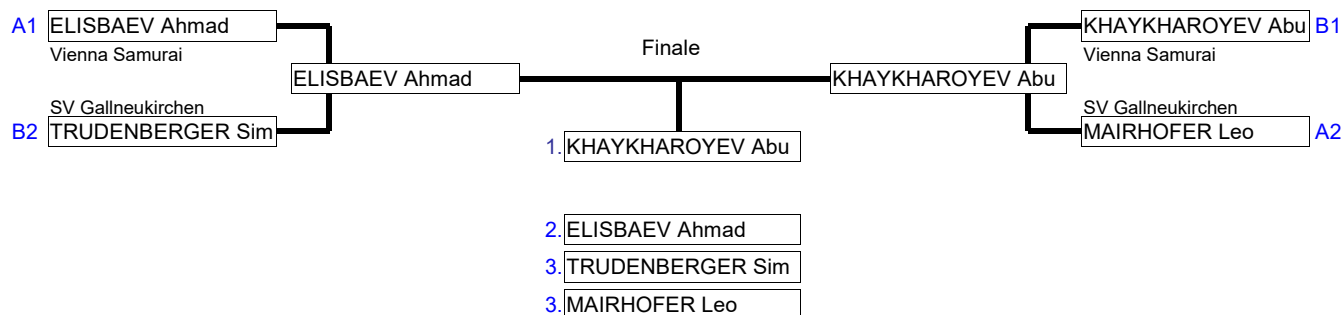 A1 ELISBAEV Ahmad
Vienna Samurai
SV Gallneukirchen
B2 TRUDENBERGER Sim
ELISBAEV Ahmad
Finale
KHAYKHAROYEV Abu
KHAYKHAROYEV Abu B1
Vienna Samurai
SV Gallneukirchen
MAIRHOFER Leo A2
1. KHAYKHAROYEV Abu
2. ELISBAEV Ahmad
3. TRUDENBERGER Sim
3. MAIRHOFER Leo